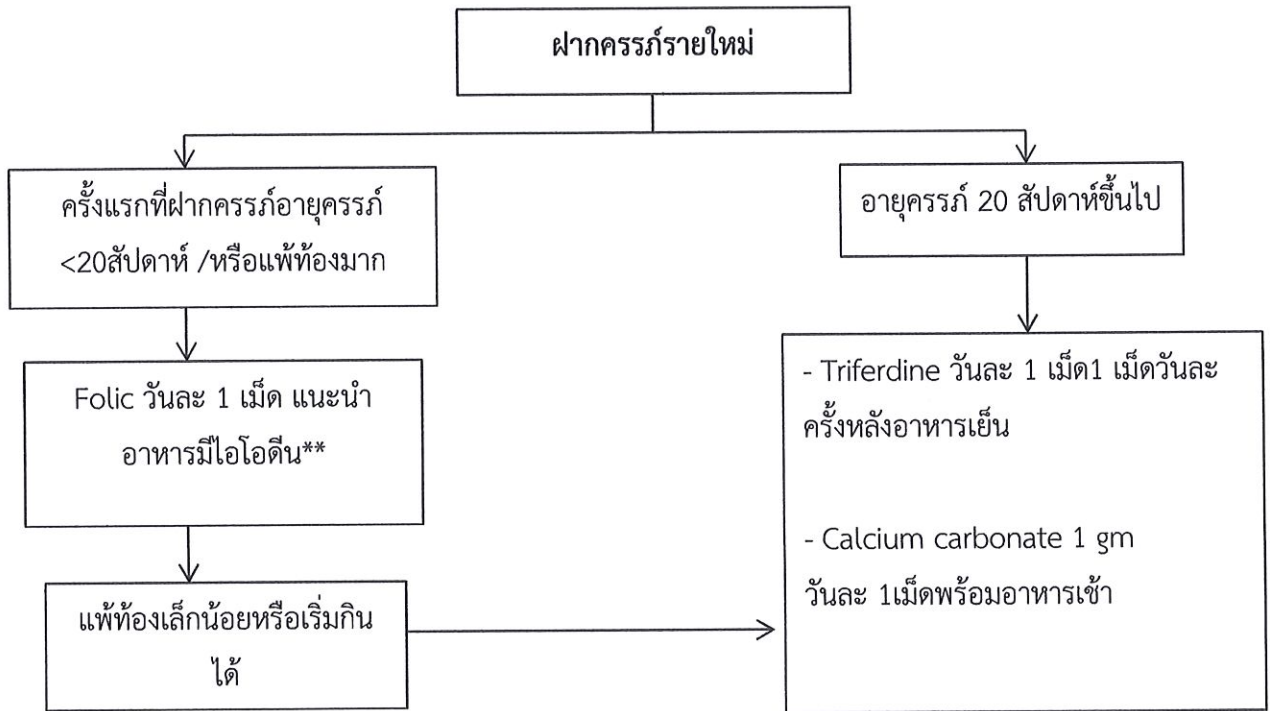 ฝากครรภ์รายใหม่
ครั้งแรกที่ฝากครรภ์อายุครรภ์
<20สัปดาห์ /หรือแพ้ท้องมาก
อายุครรภ์ 20 สัปดาห์ขึ้นไป
Folic วันละ 1 เม็ด แนะนำ
อาหารมีไอโอดีน**
- Triferdine วันละ 1 เม็ด1 เม็ดวันละ
ครั้งหลังอาหารเย็น
- Calcium carbonate 1 gm
วันละ 1เม็ดพร้อมอาหารเช้า
แพ้ท้องเล็กน้อยหรือเริ่มกิน
ได้